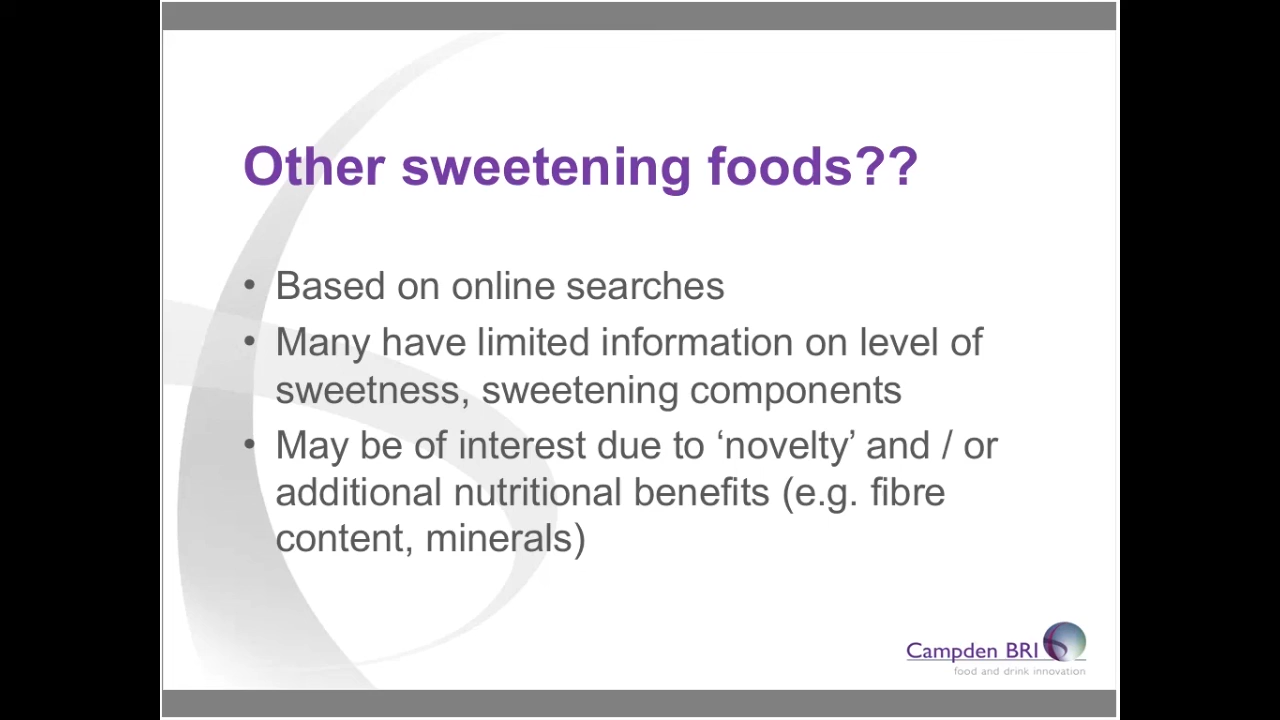 Other sweetening foods??
• Based on online searches
• Many have limited information on level of
sweetness, sweetening components
• May be of interest due to ‘novelty’ and / or
additional nutritional benefits (e.g. fibre
content, minerals)
Campden BRI
food and drink innovation